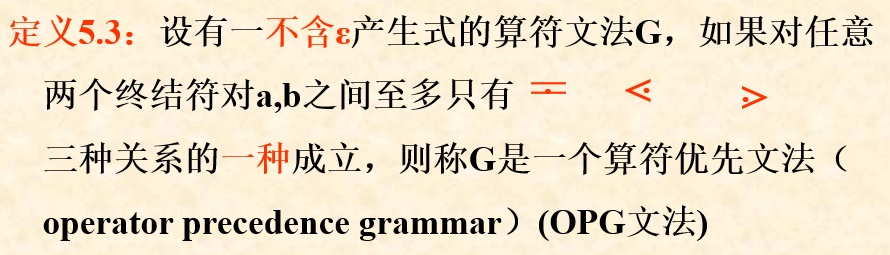 定义5.3：设有一不含ε产生式的算符文法G，如果对任意
两个终结符对a,b之间至多只有 ≐ ⋖ ⋗
三种关系的一种成立，则称G是一个算符优先文法（
operator precedence grammar）(OPG文法)